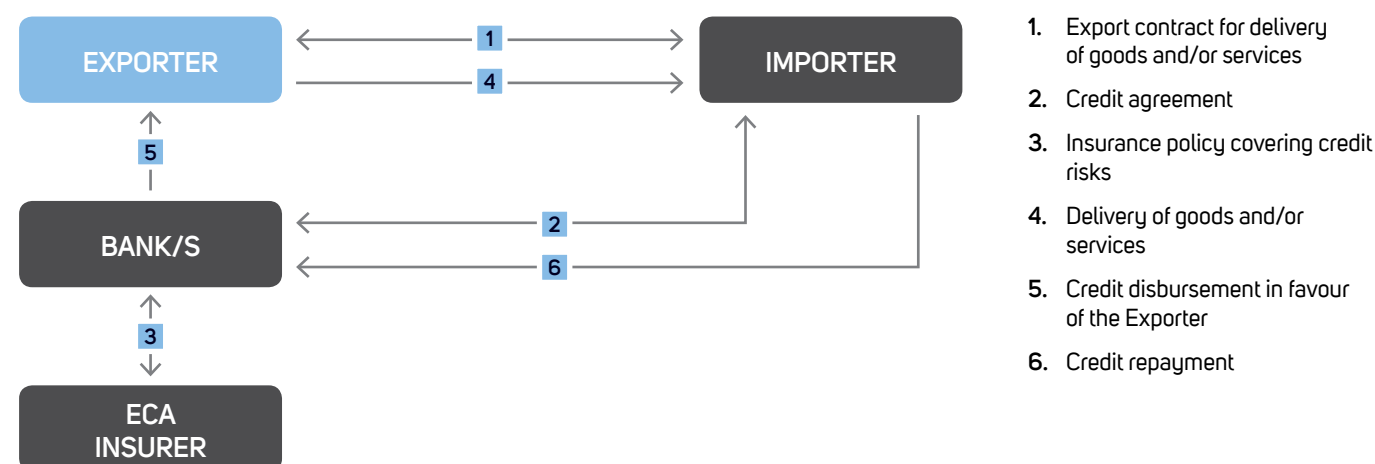 EXPORTER
1
4
IMPORTER
5
BANK/S
2
6
3
ECA
INSURER
1. Export contract for delivery
of goods and/or services
2. Credit agreement
3. Insurance policy covering credit
risks
4. Delivery of goods and/or
services
5. Credit disbursement in favour
of the Exporter
6. Credit repayment